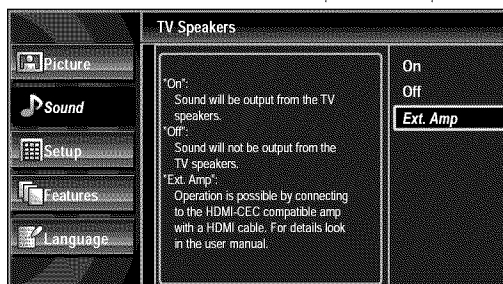 TV Speakers
Picture
Sound
Setup
Features
Language
"On":
Sound will be output from the TV
speakers.
"Off":
Sound will not be output from the
TV speakers.
"Ext. Amp":
Operation is possible by connecting
to the HDMI-CEC compatible amp
with a HDMI cable. For details look
in the user manual.
On
Off
Ext. Amp